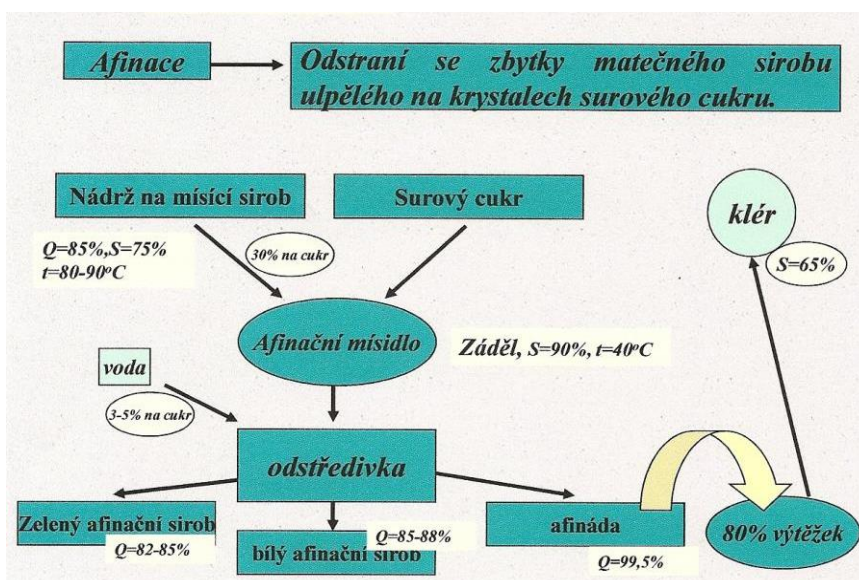 Afinace
Odstraní se zbytky matečného sirobu
ulpělého na krystalech surového cukru.
Nádrž na mísící sirob
Surový cukr
klér
Q=85%,S=75%
t=80-90°C
30% na cukr
S=65%
Afinační mísidlo
Záděl, S=90%, t=40°C
voda
3-5% na cukr
odstředivka
Zelený afinační sirob
Q=82-85%
bílý afinační sirob
Q=85-88%
afináda
Q=99,5%
80% výtěžek